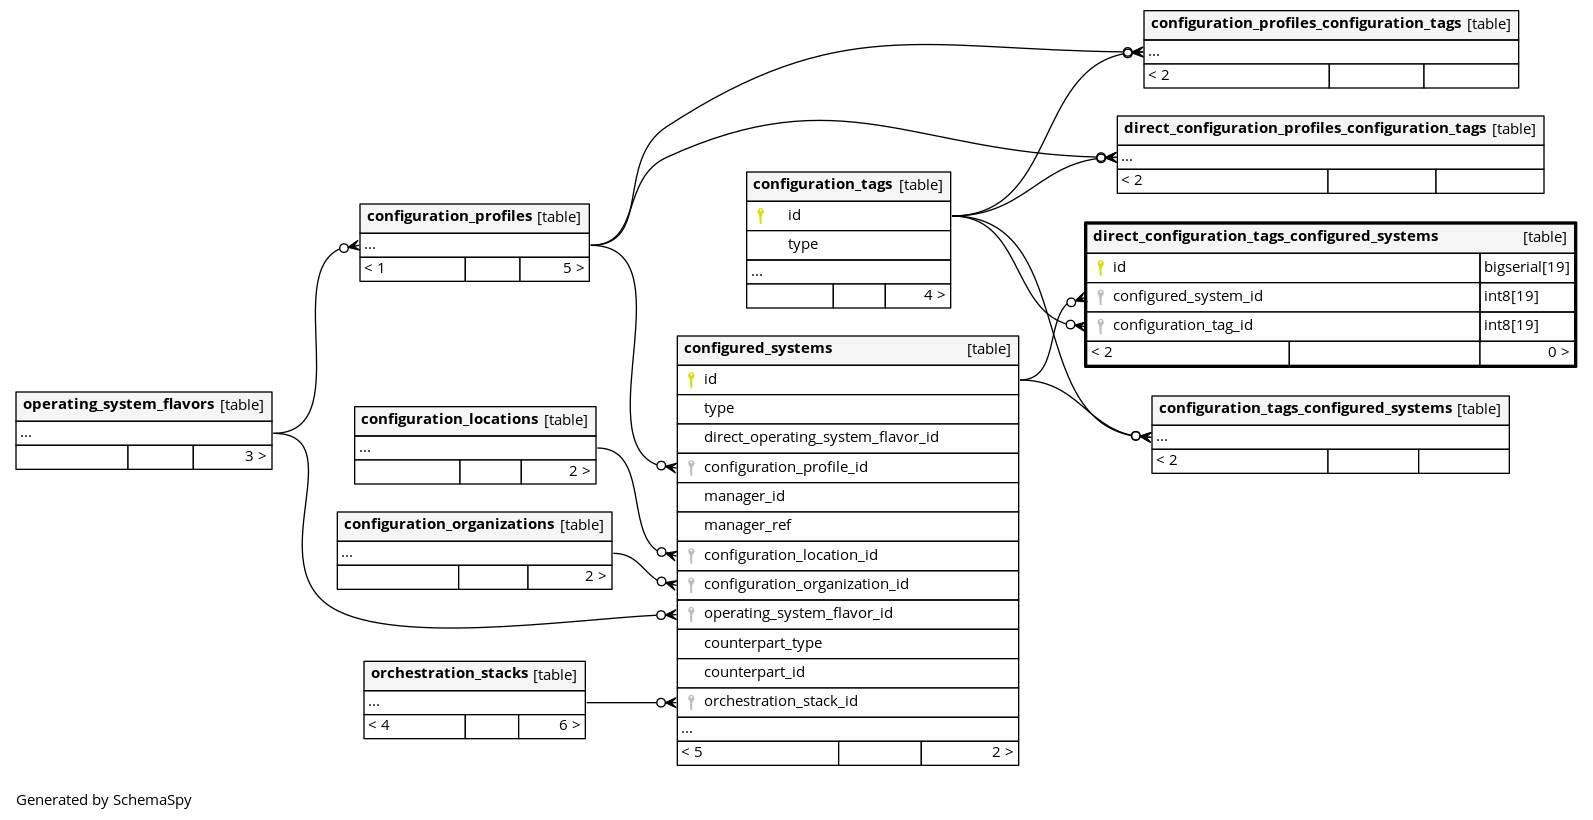 configuration_profiles_configuration_tags [table]
...
< 2
direct_configuration_profiles_configuration_tags [table]
...
< 2
configuration_tags [table]
id
type
...
4 >
configuration_profiles [table]
...
< 1 5 >
direct_configuration_tags_configured_systems [table]
id bigserial[19]
configured_system_id int8[19]
configuration_tag_id int8[19]
< 2 0 >
configured_systems [table]
id
type
direct_operating_system_flavor_id
configuration_profile_id
manager_id
manager_ref
configuration_location_id
configuration_organization_id
operating_system_flavor_id
counterpart_type
counterpart_id
orchestration_stack_id
...
< 5 2 >
operating_system_flavors [table]
...
3 >
configuration_locations [table]
...
2 >
configuration_tags_configured_systems [table]
...
< 2
configuration_organizations [table]
...
2 >
orchestration_stacks [table]
...
< 4 6 >
Generated by SchemaSpy